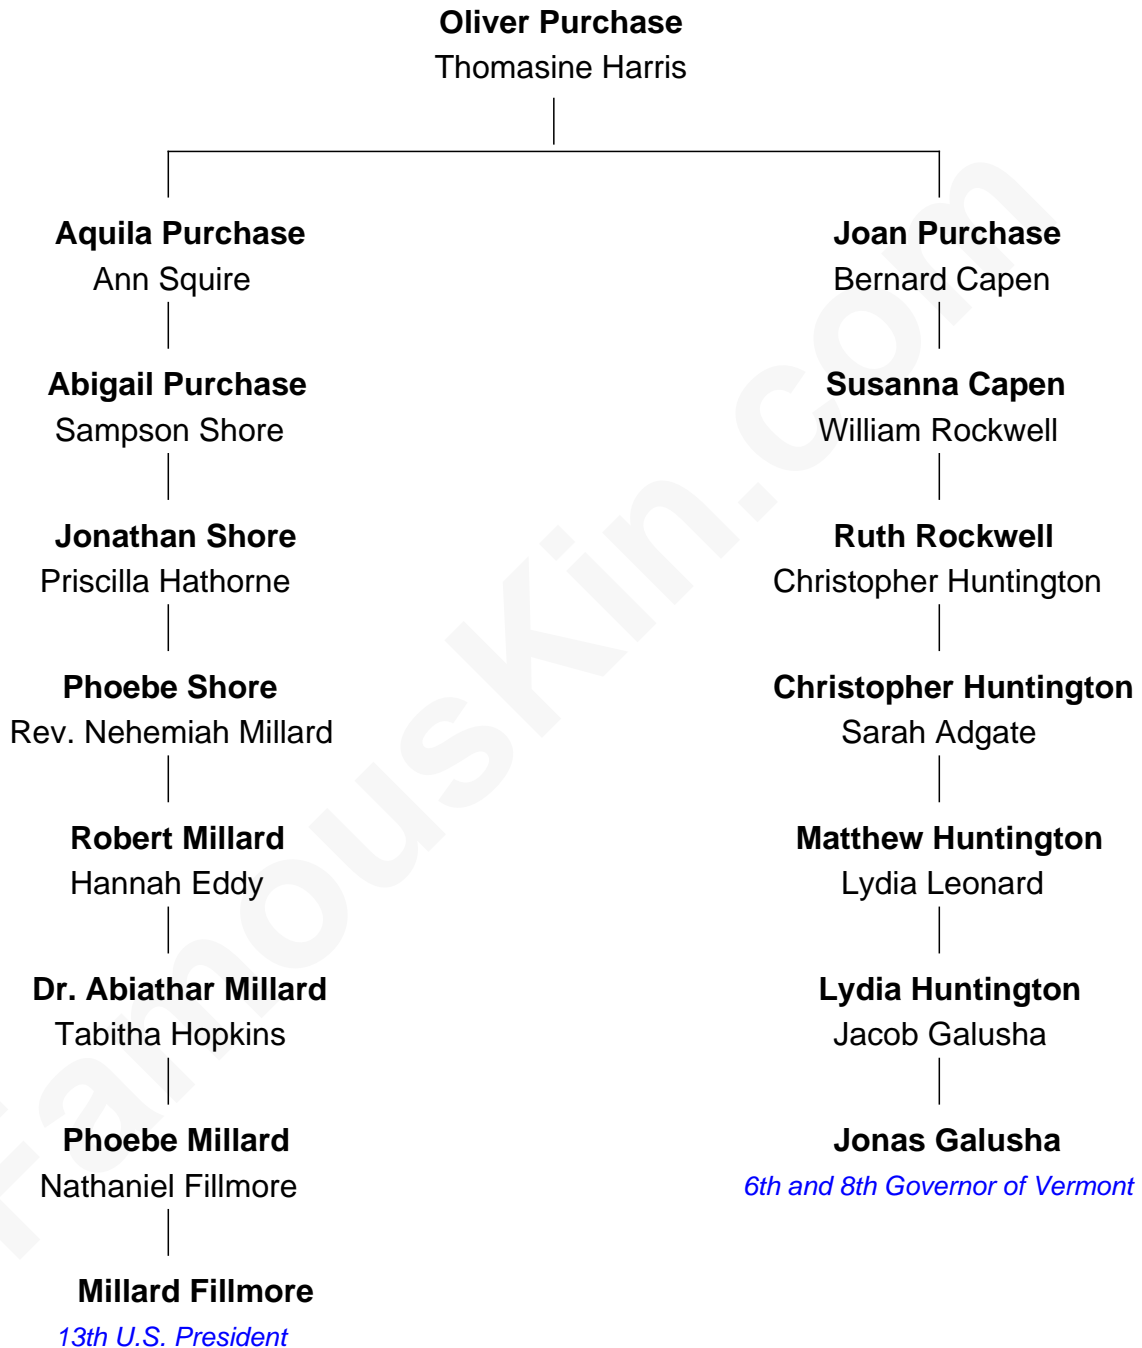 Oliver Purchase
Thomasine Harris
Aquila Purchase
Ann Squire
Abigail Purchase
Sampson Shore
Jonathan Shore
Priscilla Hathorne
Phoebe Shore
Rev. Nehemiah Millard
Robert Millard
Hannah Eddy
Dr. Abiathar Millard
Tabitha Hopkins
Phoebe Millard
Nathaniel Fillmore
Millard Fillmore
13th U.S. President
Joan Purchase
Bernard Capen
Susanna Capen
William Rockwell
Ruth Rockwell
Christopher Huntington
Christopher Huntington
Sarah Adgate
Matthew Huntington
Lydia Leonard
Lydia Huntington
Jacob Galusha
Jonas Galusha
6th and 8th Governor of Vermont
FamousKin.com